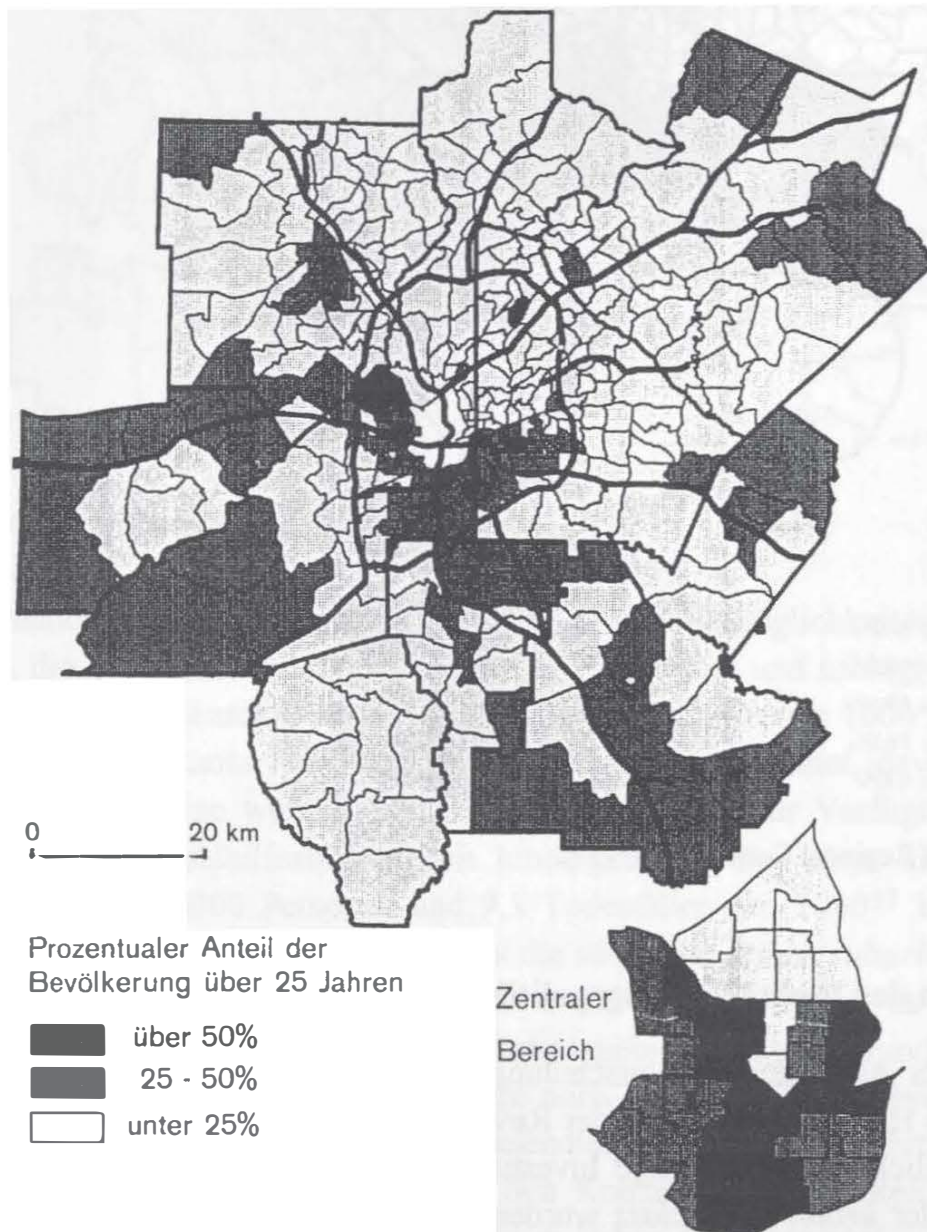 0 20 km
Prozentualer Anteil der
Bevölkerung über 25 Jahren
über 50%
25 - 50%
unter 25%
Zentraler
Bereich